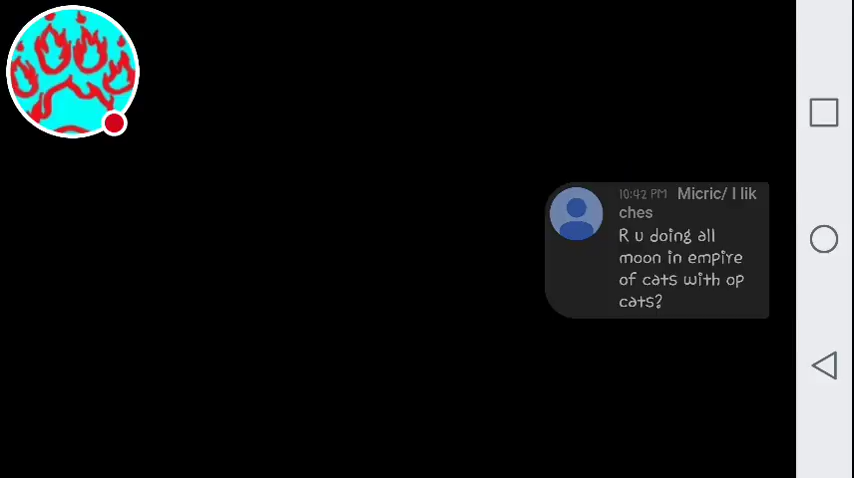 10:42 PM Micric/ I lik
ches
R u doing all
moon in empire
of cats with op
cats?